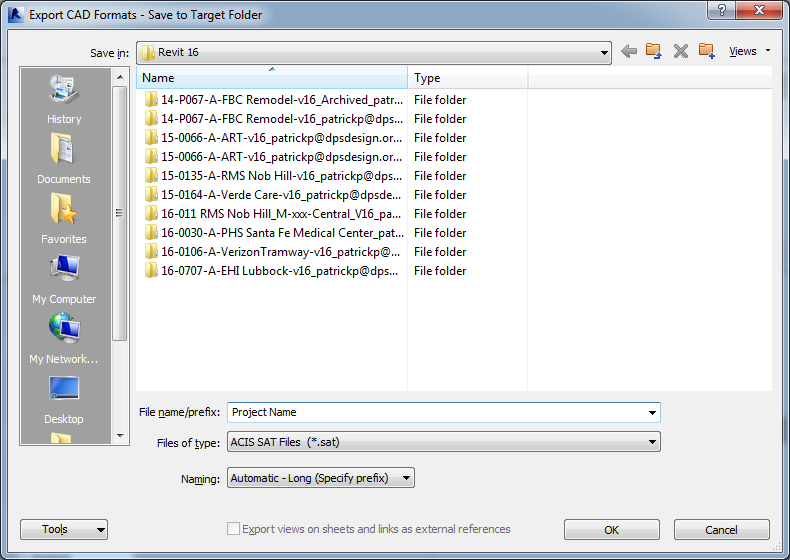 Export CAD Formats - Save to Target Folder
Save in: Revit 16 Views
Name Type
14-P067-A-FBC Remodel-v16_Archived_patr... File folder
14-P067-A-FBC Remodel-v16_patrickp@dps... File folder
15-0066-A-ART-v16_patrickp@dpsdesign.or... File folder
15-0066-A-ART-v16_patrickp@dpsdesign.or... File folder
15-0135-A-RMS Nob Hill-v16_patrickp@dps... File folder
15-0164-A-Verde Care-v16_patrickp@dpsde... File folder
16-011 RMS Nob Hill_M-xxx-Central_V16_pa... File folder
16-0030-A-PHS Santa Fe Medical Center_pat... File folder
16-0106-A-VerizonTramway-v16_patrickp@... File folder
16-0707-A-EHI Lubbock-v16_patrickp@dps... File folder
History
Documents
Favorites
My Computer
My Network...
Desktop
File name/prefix: Project Name
Files of type: ACIS SAT Files (*.sat)
Naming: Automatic - Long (Specify prefix)
Tools Export views on sheets and links as external references OK Cancel